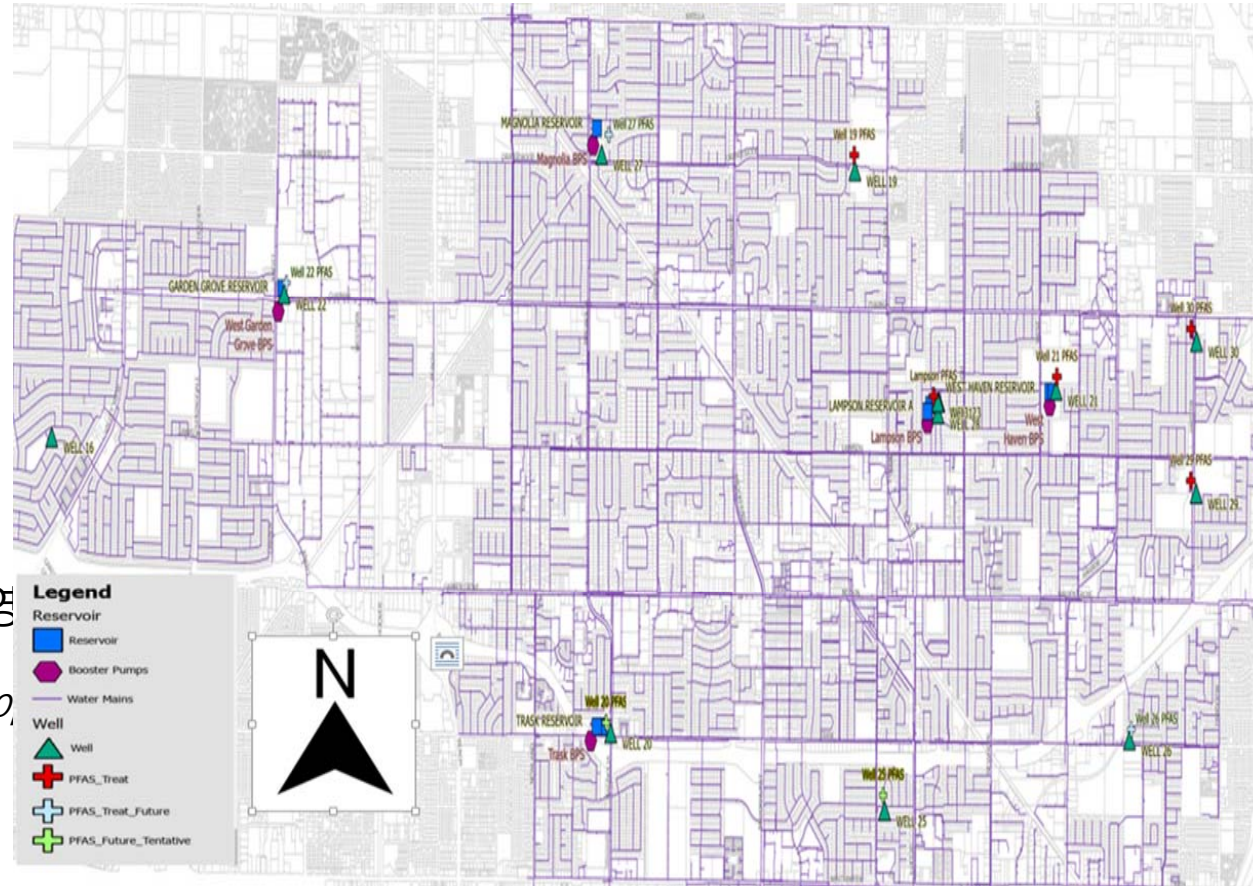 MAGNOLIA RESERVOIR
Well 27 PFAS
Magnolia BPS
WELL 27
Well 19 PFAS
WELL 19
Well 22 PFAS
GARDEN GROVE RESERVOIR
WELL 22
West Garden
Grove BPS
WELL 16
Well 30 PFAS
WELL 30
Well 21 PFAS
Lampson PFAS
WEST HAVEN RESERVOIR
WELL 21
LAMPSON RESERVOIR A
Lampson BPS
West
Haven BPS
Well 29 PFAS
WELL 29
Well 20 PFAS
TRASK RESERVOIR
WELL 20
Trask BPS
Well 26 PFAS
WELL 26
Well 25 PFAS
WELL 25
Legend
Reservoir
Reservoir
Booster Pumps
Water Mains
Well
Well
PFAS_Treat
PFAS_Treat_Future
PFAS_Future_Tentative
N